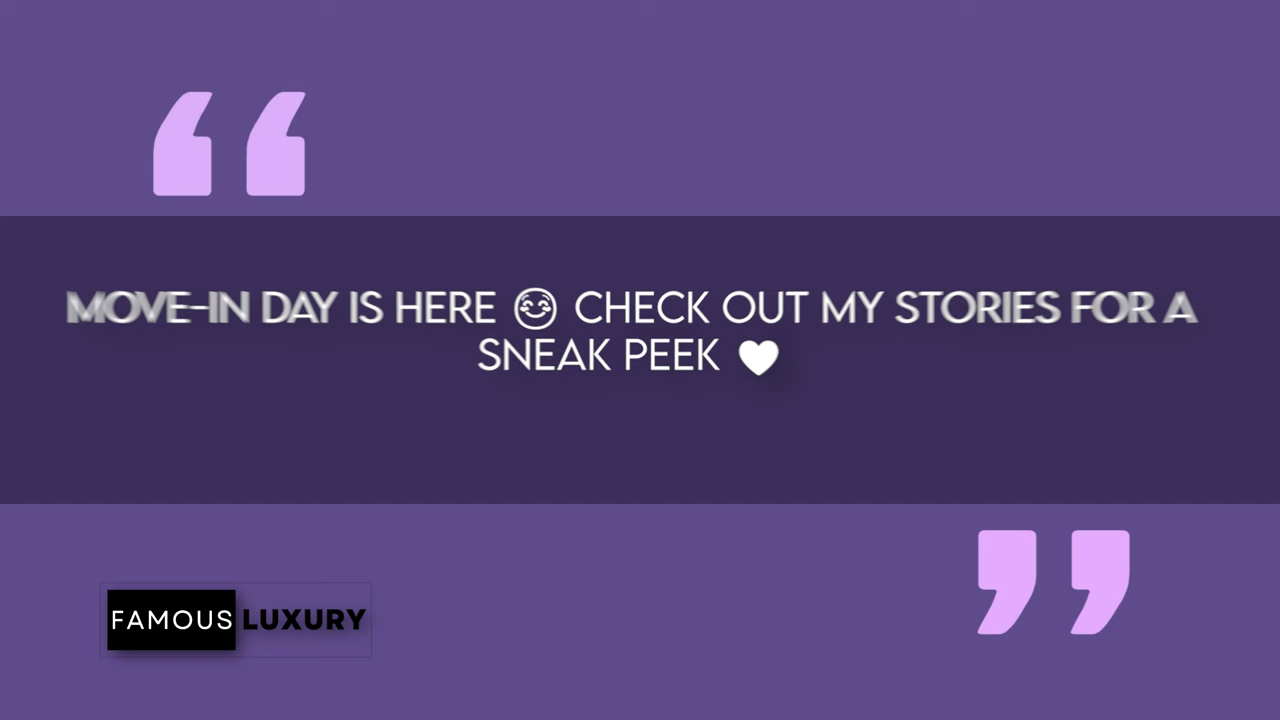 “
MOVE-IN DAY IS HERE 😊 CHECK OUT MY STORIES FOR A
SNEAK PEEK 🤍
”
FAMOUS LUXURY